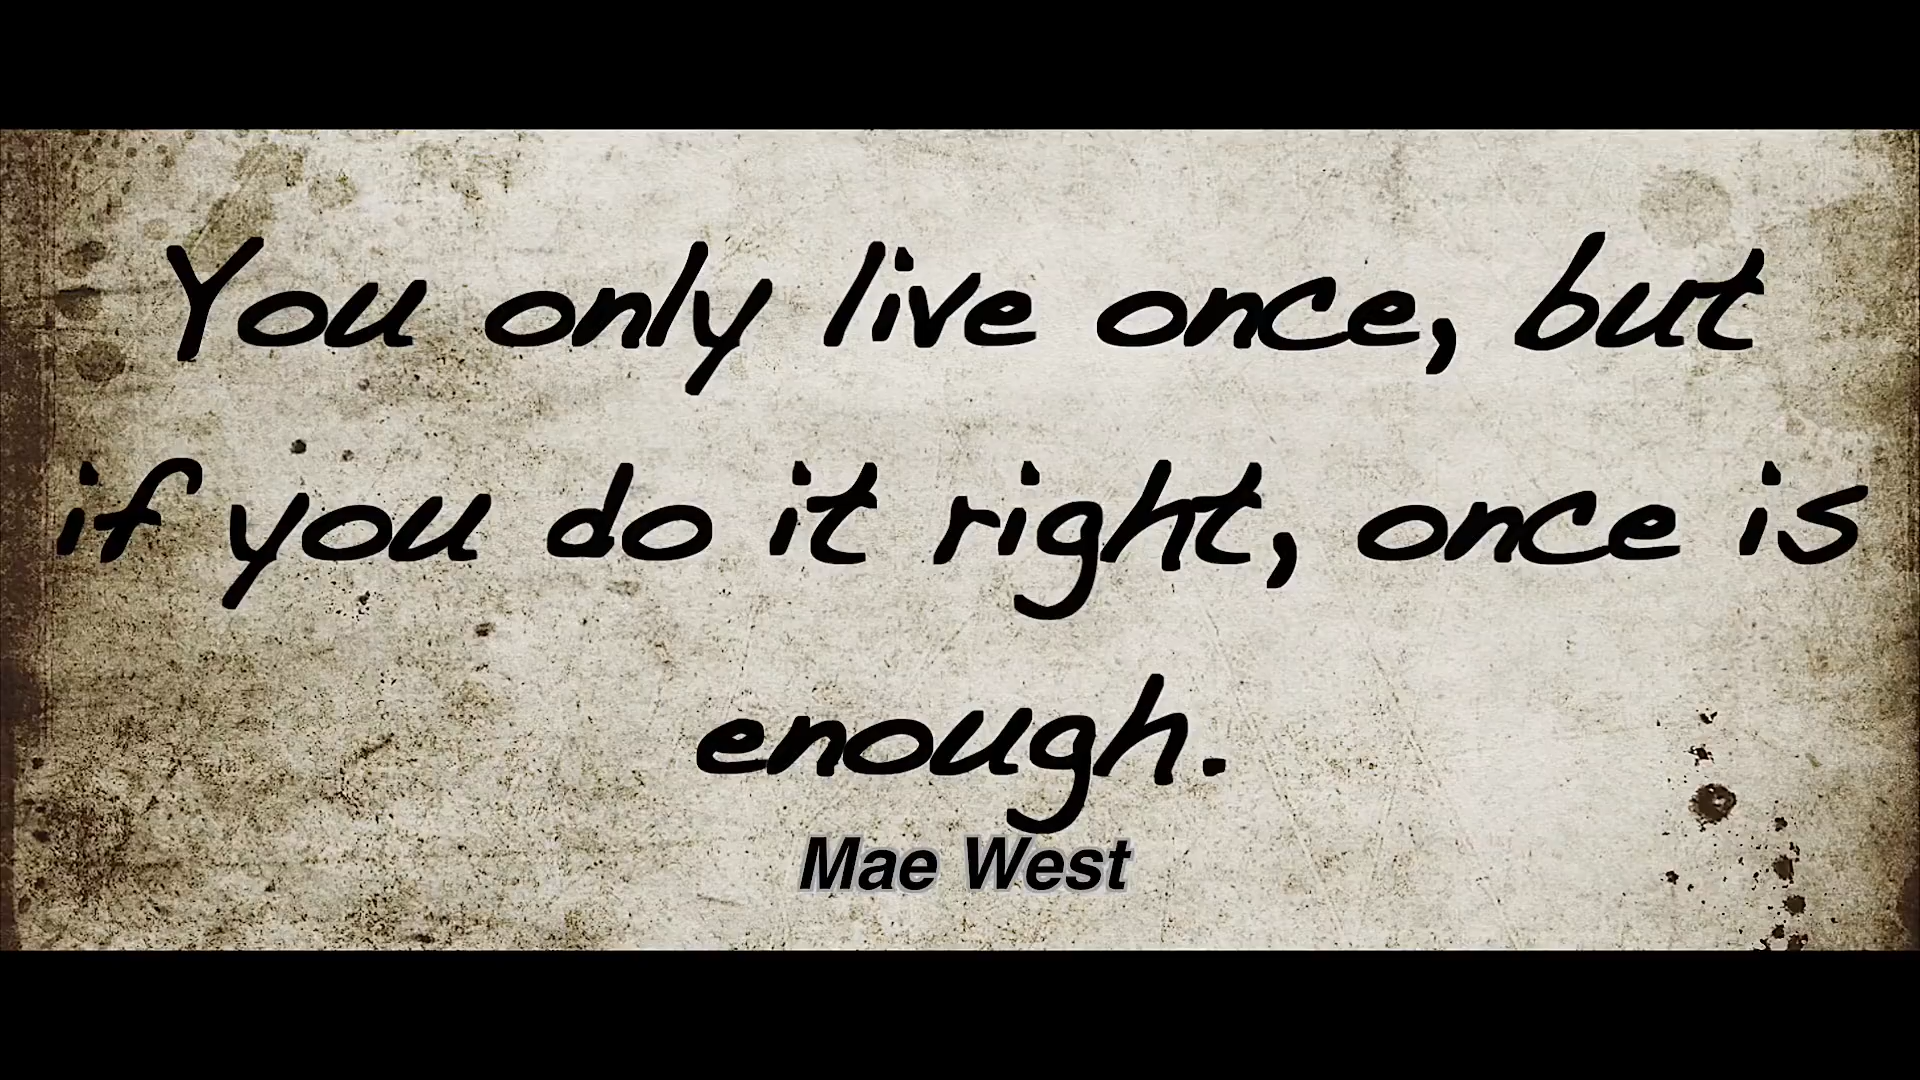 You only live once, but
if you do it right, once is
enough.
Mae West